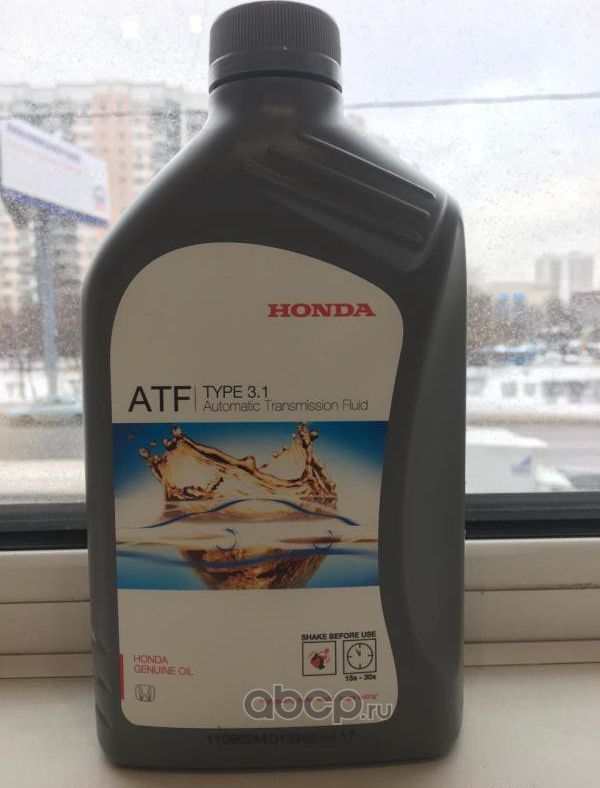 HONDA
ATF
TYPE 3.1
Automatic Transmission Fluid
SHAKE BEFORE USE
15s - 30s
HONDA
GENUINE OIL
abcp.ru